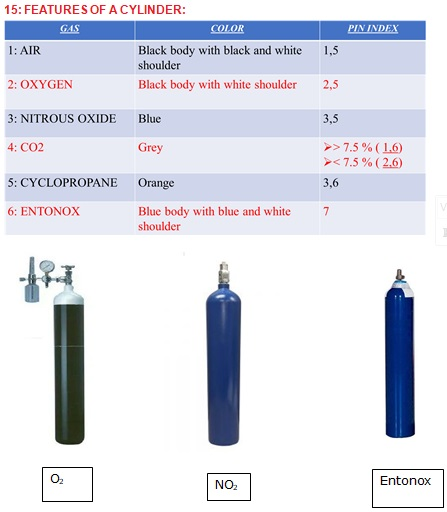 15: FEATURES OF A CYLINDER:
GAS COLOR PIN INDEX
1: AIR Black body with black and white shoulder 1,5
2: OXYGEN Black body with white shoulder 2,5
3: NITROUS OXIDE Blue 3,5
4: CO2 Grey ➢> 7.5 % ( 1,6)
➢< 7.5 % ( 2,6)
5: CYCLOPROPANE Orange 3,6
6: ENTONOX Blue body with blue and white shoulder 7
O₂
NO₂
Entonox